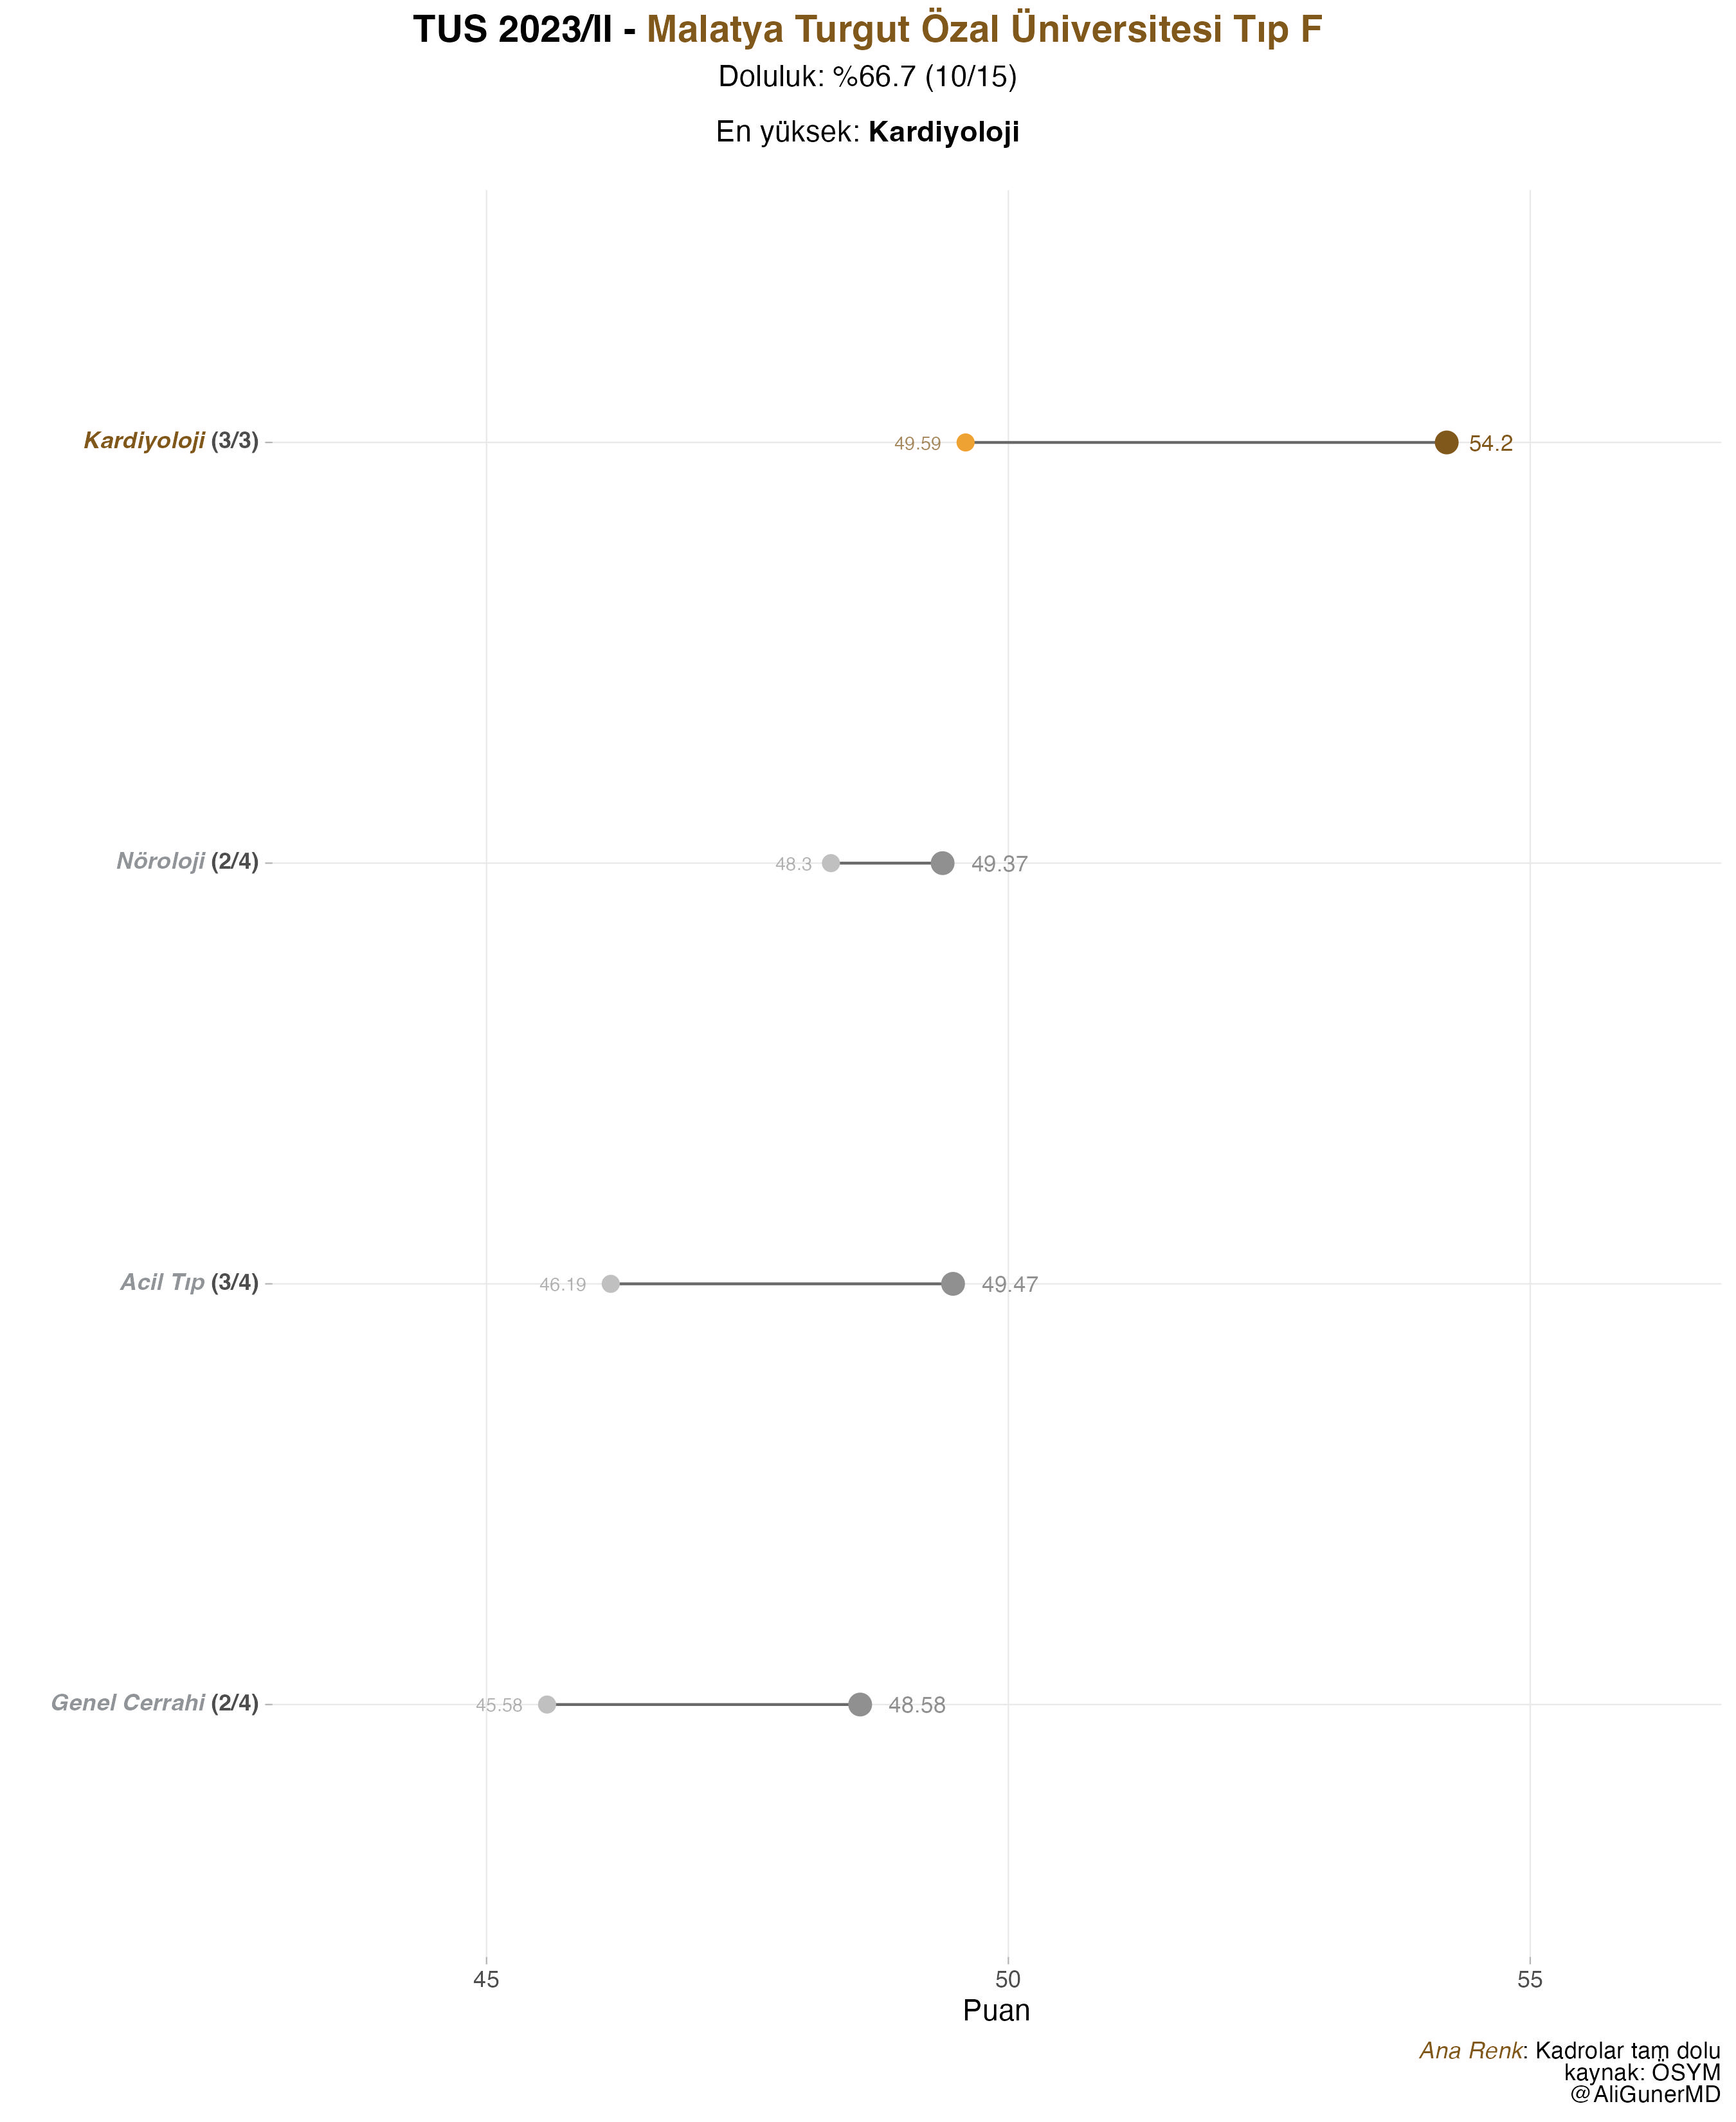 TUS 2023/II - Malatya Turgut Özal Üniversitesi Tıp F
Doluluk: %66.7 (10/15)
En yüksek: Kardiyoloji
Kardiyoloji (3/3)
49.59
54.2
Nöroloji (2/4)
48.3
49.37
Acil Tıp (3/4)
46.19
49.47
Genel Cerrahi (2/4)
45.58
48.58
45
50
55
Puan
Ana Renk: Kadrolar tam dolu
kaynak: ÖSYM
@AliGunerMD